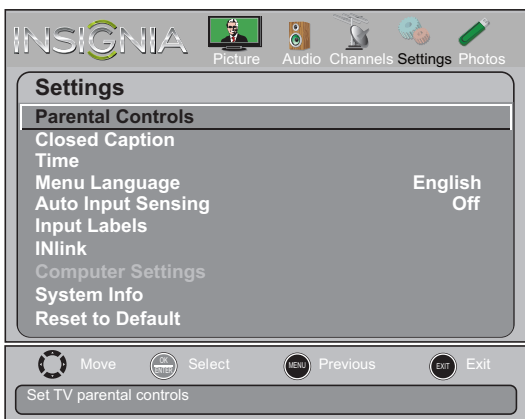 INSIGNIA
Picture Audio Channels Settings Photos
Settings
Parental Controls
Closed Caption
Time
Menu Language English
Auto Input Sensing Off
Input Labels
INlink
Computer Settings
System Info
Reset to Default
Move OK ENTER Select MENU Previous EXIT Exit
Set TV parental controls